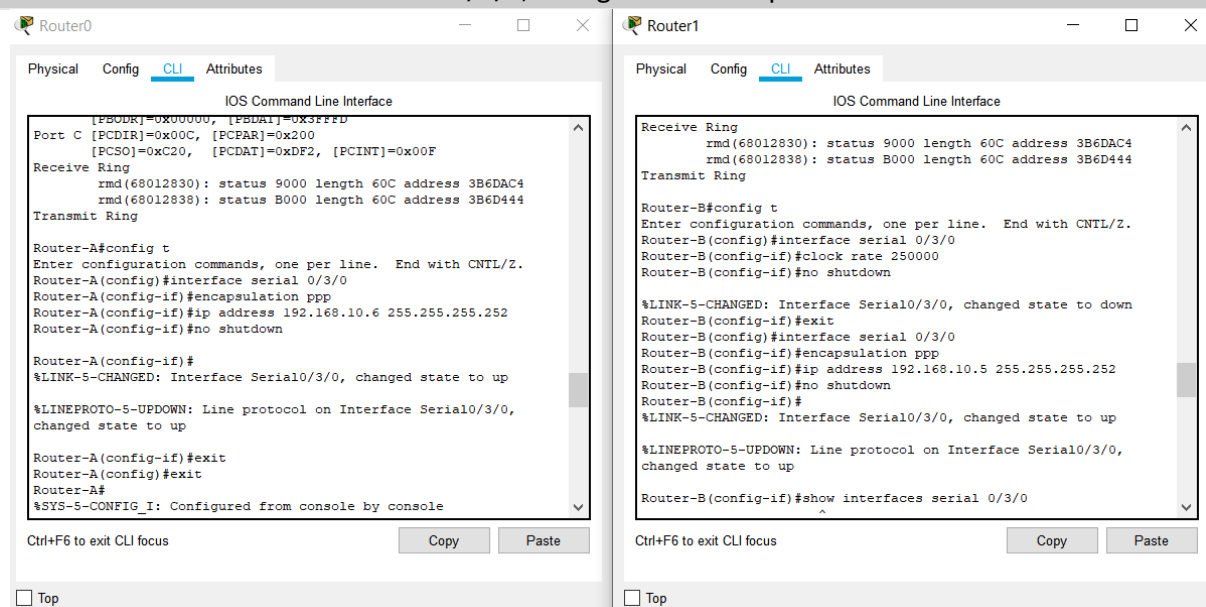 Router0
Physical Config CLI Attributes
IOS Command Line Interface
[PBODR]=0x00000, [PBDAT]=0x3FFFD
Port C [PCDIR]=0x00C, [PCPAR]=0x200
[PCSO]=0xC20, [PCDAT]=0xDF2, [PCINT]=0x00F
Receive Ring
rmd(68012830): status 9000 length 60C address 3B6DAC4
rmd(68012838): status B000 length 60C address 3B6D444
Transmit Ring
Router-A#config t
Enter configuration commands, one per line. End with CNTL/Z.
Router-A(config)#interface serial 0/3/0
Router-A(config-if)#encapsulation ppp
Router-A(config-if)#ip address 192.168.10.6 255.255.255.252
Router-A(config-if)#no shutdown
Router-A(config-if)#
%LINK-5-CHANGED: Interface Serial0/3/0, changed state to up
%LINEPROTO-5-UPDOWN: Line protocol on Interface Serial0/3/0,
changed state to up
Router-A(config-if)#exit
Router-A(config)#exit
Router-A#
%SYS-5-CONFIG_I: Configured from console by console
Ctrl+F6 to exit CLI focus
Copy Paste
Top
Router1
Physical Config CLI Attributes
IOS Command Line Interface
Receive Ring
rmd(68012830): status 9000 length 60C address 3B6DAC4
rmd(68012838): status B000 length 60C address 3B6D444
Transmit Ring
Router-B#config t
Enter configuration commands, one per line. End with CNTL/Z.
Router-B(config)#interface serial 0/3/0
Router-B(config-if)#clock rate 250000
Router-B(config-if)#no shutdown
%LINK-5-CHANGED: Interface Serial0/3/0, changed state to down
Router-B(config-if)#exit
Router-B(config)#interface serial 0/3/0
Router-B(config-if)#encapsulation ppp
Router-B(config-if)#ip address 192.168.10.5 255.255.255.252
Router-B(config-if)#no shutdown
Router-B(config-if)#
%LINK-5-CHANGED: Interface Serial0/3/0, changed state to up
%LINEPROTO-5-UPDOWN: Line protocol on Interface Serial0/3/0,
changed state to up
Router-B(config-if)#show interfaces serial 0/3/0
^
Ctrl+F6 to exit CLI focus
Copy Paste
Top